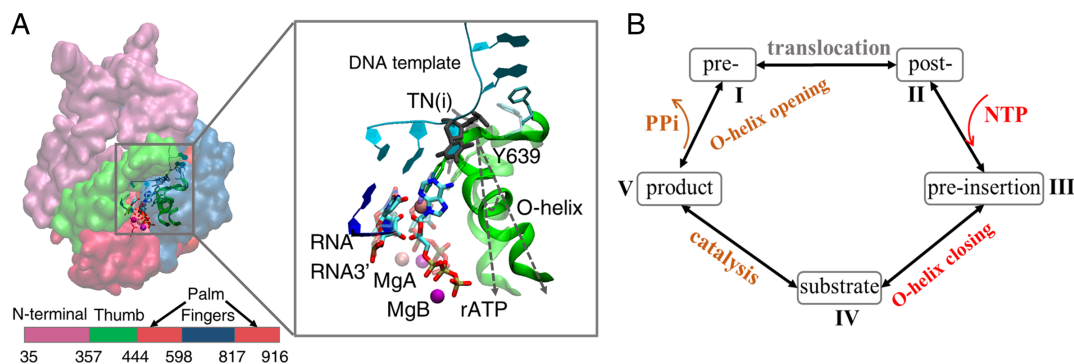 A
DNA template
TN(i)
Y639
O-helix
RNA
RNA3'
MgA
MgB
rATP
Palm
N-terminal Thumb Fingers
35 357 444 598 817 916
B
translocation
pre- post-
I II
PPi O-helix opening NTP
V product pre-insertion III
catalysis O-helix closing
substrate
IV